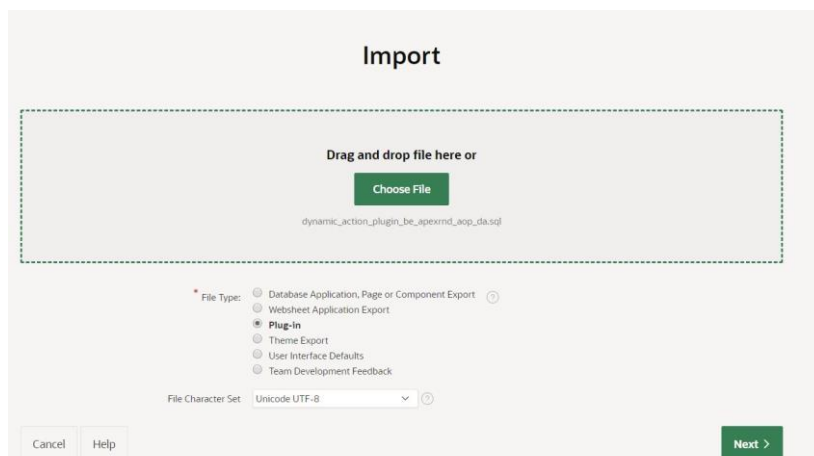 Import
Drag and drop file here or
Choose File
dynamic_action_plugin_be_apexrnd_aop_da.sql
* File Type:
Database Application, Page or Component Export ?
Websheet Application Export
Plug-in
Theme Export
User Interface Defaults
Team Development Feedback
File Character Set Unicode UTF-8 ?
Cancel Help Next >